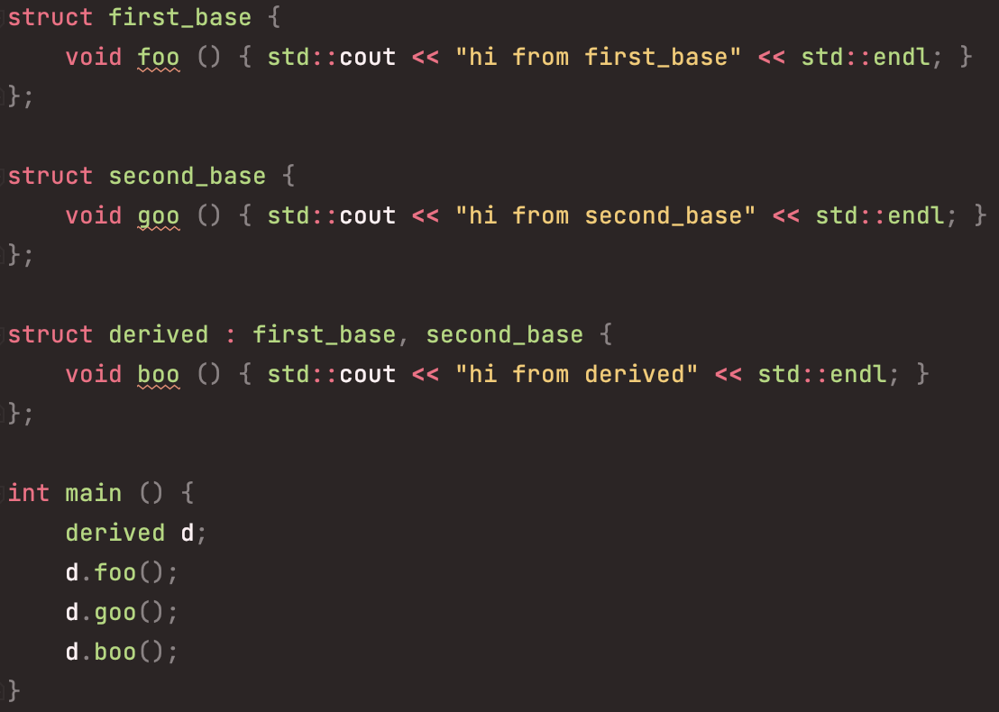 struct first_base {
    void foo () { std::cout << "hi from first_base" << std::endl; }
};

struct second_base {
    void goo () { std::cout << "hi from second_base" << std::endl; }
};

struct derived : first_base, second_base {
    void boo () { std::cout << "hi from derived" << std::endl; }
};

int main () {
    derived d;
    d.foo();
    d.goo();
    d.boo();
}